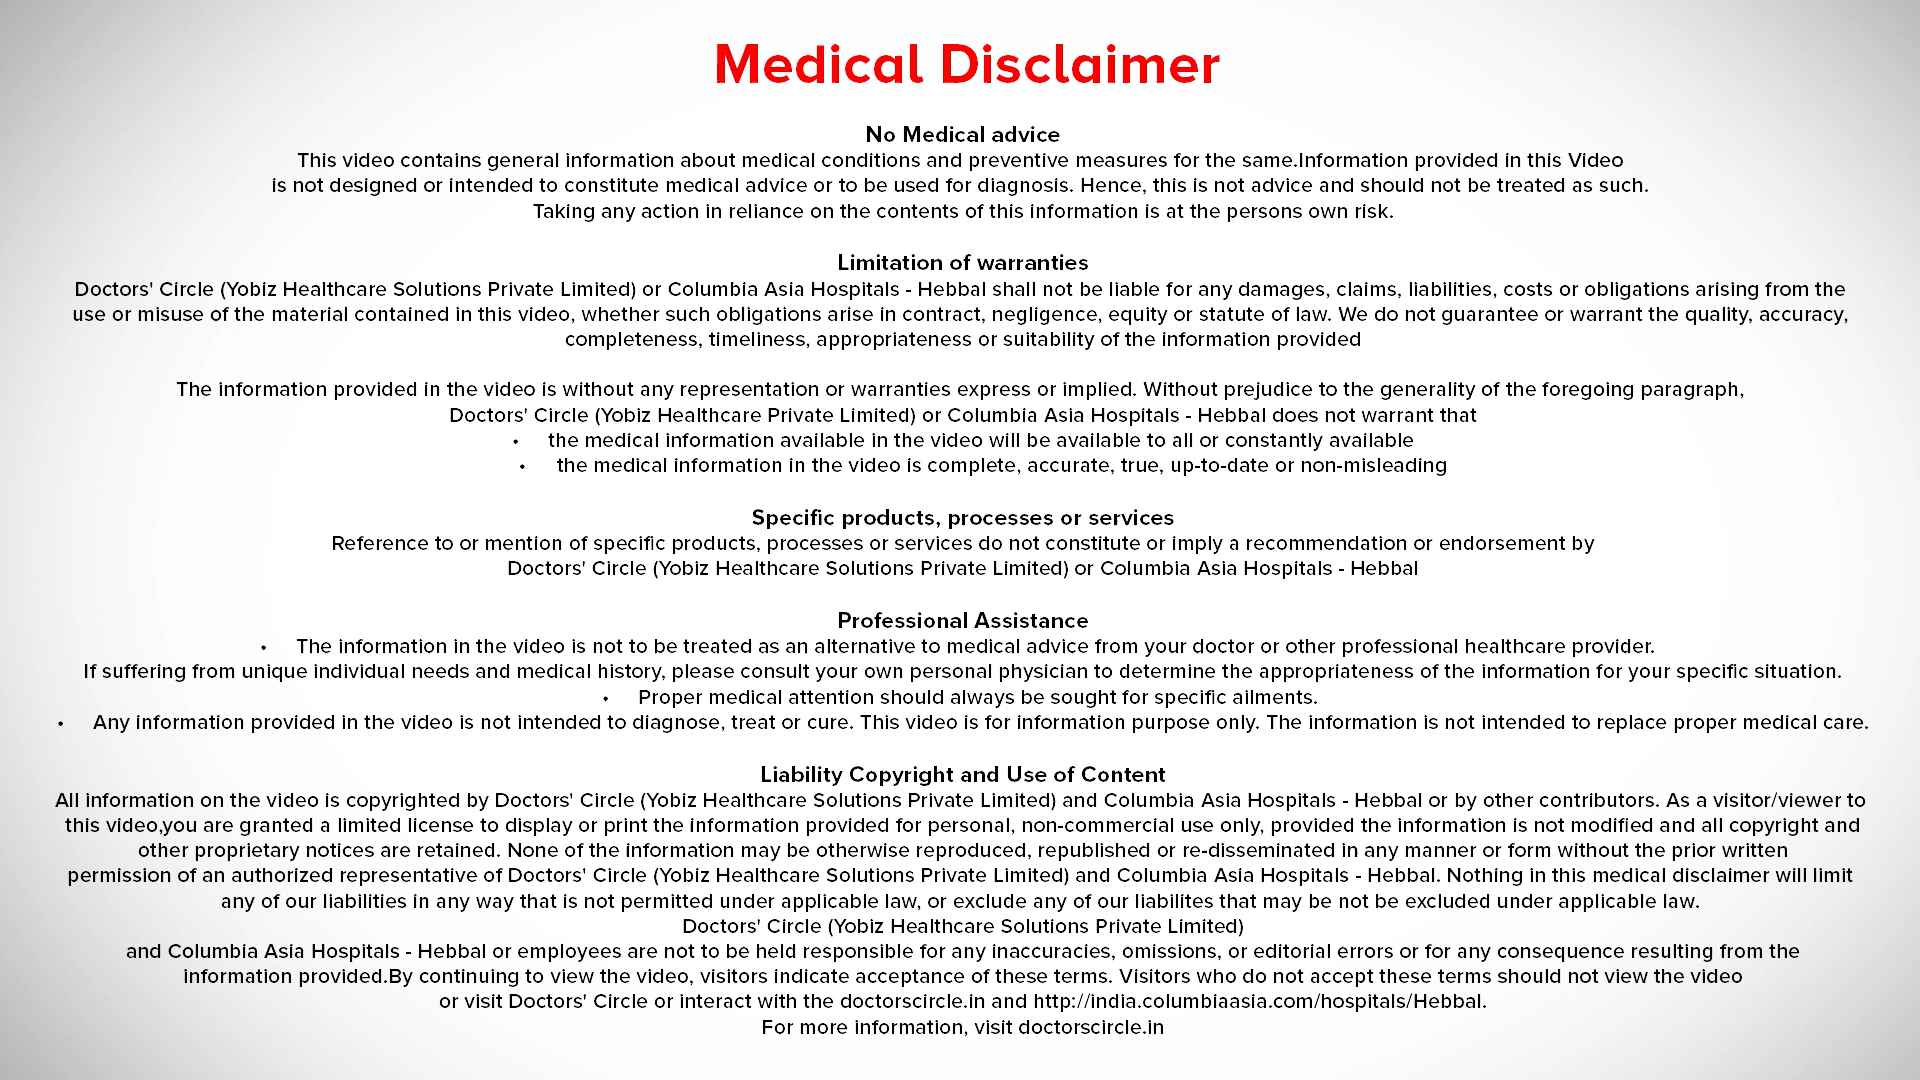 Medical Disclaimer
No Medical advice
This video contains general information about medical conditions and preventive measures for the same.Information provided in this Video
is not designed or intended to constitute medical advice or to be used for diagnosis. Hence, this is not advice and should not be treated as such.
Taking any action in reliance on the contents of this information is at the persons own risk.
Limitation of warranties
Doctors' Circle (Yobiz Healthcare Solutions Private Limited) or Columbia Asia Hospitals - Hebbal shall not be liable for any damages, claims, liabilities, costs or obligations arising from the
use or misuse of the material contained in this video, whether such obligations arise in contract, negligence, equity or statute of law. We do not guarantee or warrant the quality, accuracy,
completeness, timeliness, appropriateness or suitability of the information provided
The information provided in the video is without any representation or warranties express or implied. Without prejudice to the generality of the foregoing paragraph,
Doctors' Circle (Yobiz Healthcare Private Limited) or Columbia Asia Hospitals - Hebbal does not warrant that
• the medical information available in the video will be available to all or constantly available
• the medical information in the video is complete, accurate, true, up-to-date or non-misleading
Specific products, processes or services
Reference to or mention of specific products, processes or services do not constitute or imply a recommendation or endorsement by
Doctors' Circle (Yobiz Healthcare Solutions Private Limited) or Columbia Asia Hospitals - Hebbal
Professional Assistance
• The information in the video is not to be treated as an alternative to medical advice from your doctor or other professional healthcare provider.
If suffering from unique individual needs and medical history, please consult your own personal physician to determine the appropriateness of the information for your specific situation.
• Proper medical attention should always be sought for specific ailments.
• Any information provided in the video is not intended to diagnose, treat or cure. This video is for information purpose only. The information is not intended to replace proper medical care.
Liability Copyright and Use of Content
All information on the video is copyrighted by Doctors' Circle (Yobiz Healthcare Solutions Private Limited) and Columbia Asia Hospitals - Hebbal or by other contributors. As a visitor/viewer to
this video,you are granted a limited license to display or print the information provided for personal, non-commercial use only, provided the information is not modified and all copyright and
other proprietary notices are retained. None of the information may be otherwise reproduced, republished or re-disseminated in any manner or form without the prior written
permission of an authorized representative of Doctors' Circle (Yobiz Healthcare Solutions Private Limited) and Columbia Asia Hospitals - Hebbal. Nothing in this medical disclaimer will limit
any of our liabilities in any way that is not permitted under applicable law, or exclude any of our liabilites that may be not be excluded under applicable law.
Doctors' Circle (Yobiz Healthcare Solutions Private Limited)
and Columbia Asia Hospitals - Hebbal or employees are not to be held responsible for any inaccuracies, omissions, or editorial errors or for any consequence resulting from the
information provided.By continuing to view the video, visitors indicate acceptance of these terms. Visitors who do not accept these terms should not view the video
or visit Doctors' Circle or interact with the doctorscircle.in and http://india.columbiaasia.com/hospitals/Hebbal.
For more information, visit doctorscircle.in